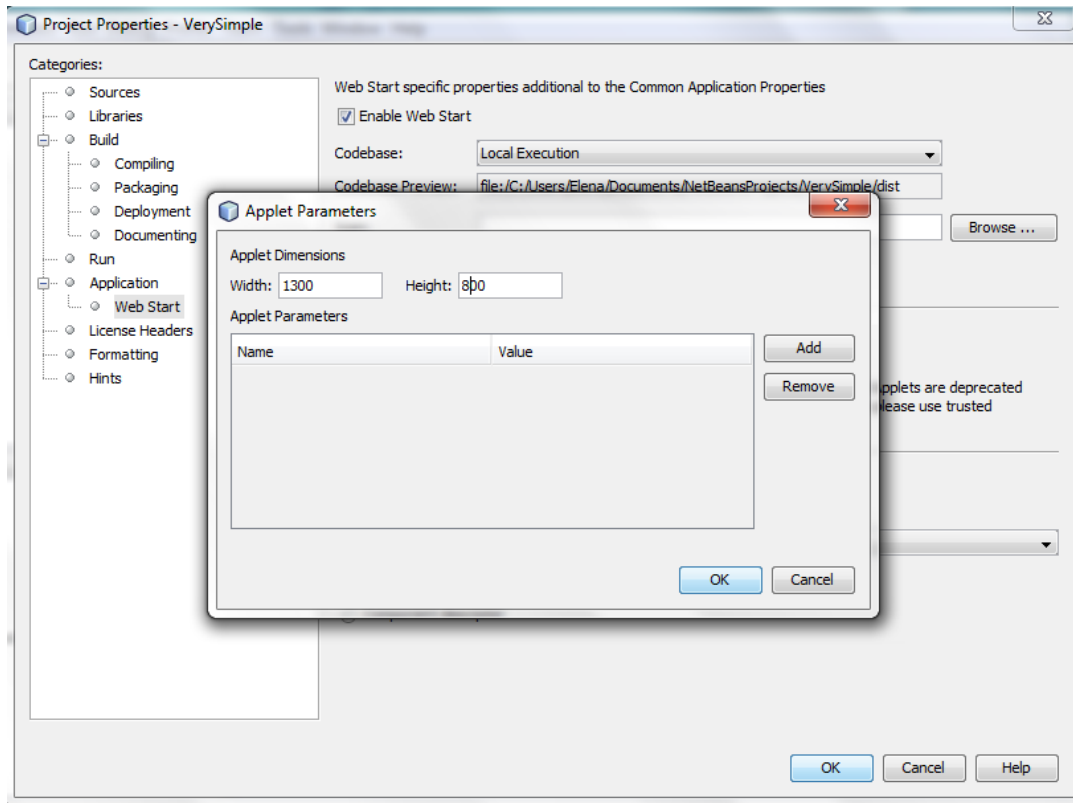 Project Properties - VerySimple
Categories:
Sources
Libraries
Build
Compiling
Packaging
Deployment
Documenting
Run
Application
Web Start
License Headers
Formatting
Hints
Web Start specific properties additional to the Common Application Properties
Enable Web Start
Codebase: Local Execution
Codebase Preview: file:/C:/Users/Elena/Documents/NetBeansProjects/VerySimple/dist
Browse ...
Applets are deprecated
please use trusted
Applet Parameters
Applet Dimensions
Width: 1300 Height: 800
Applet Parameters
Name Value
Add
Remove
OK Cancel
OK Cancel Help